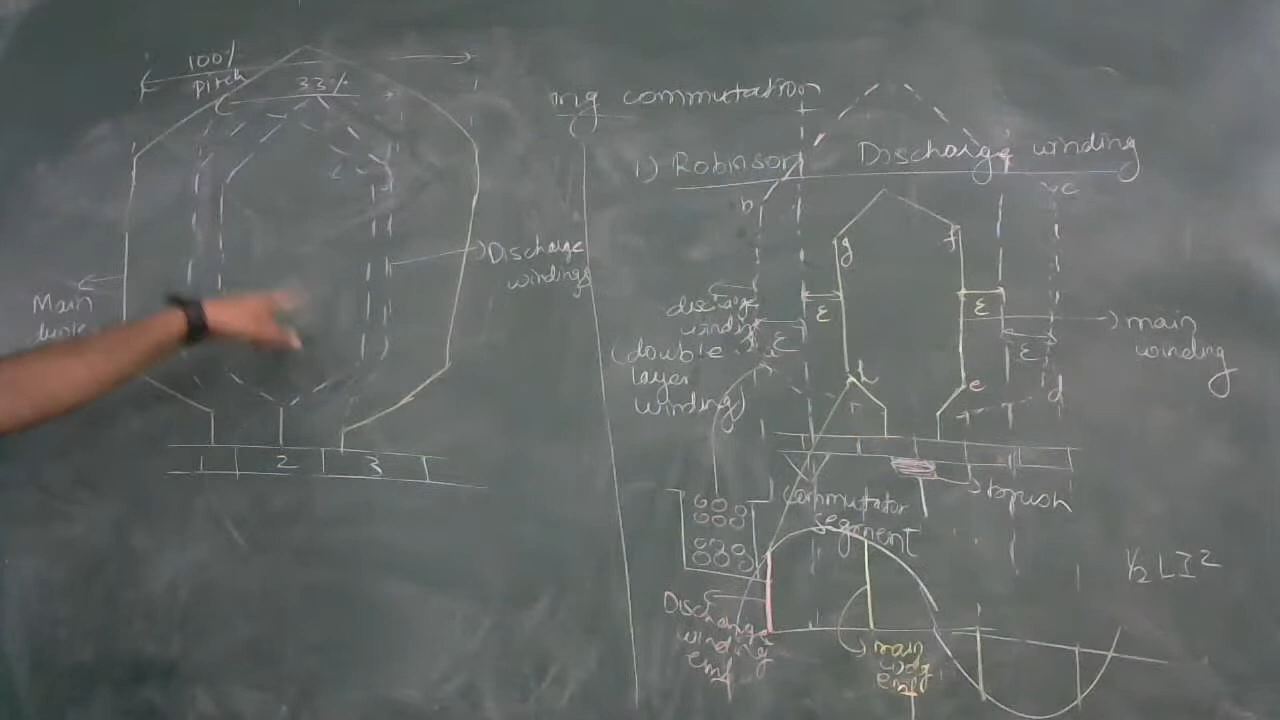 100%
pitch
33%
Discharge
windings
Main
1 2 3
ing commutation
1) Robinson Discharge winding
b
c
g
f
discharge
winding
(double
layer
winding)
ε
ε
ε
ε
main
winding
h
e
d
r
brush
Commutator
segment
½ LI²
Discharge
winding
emf
main
wdg
emf